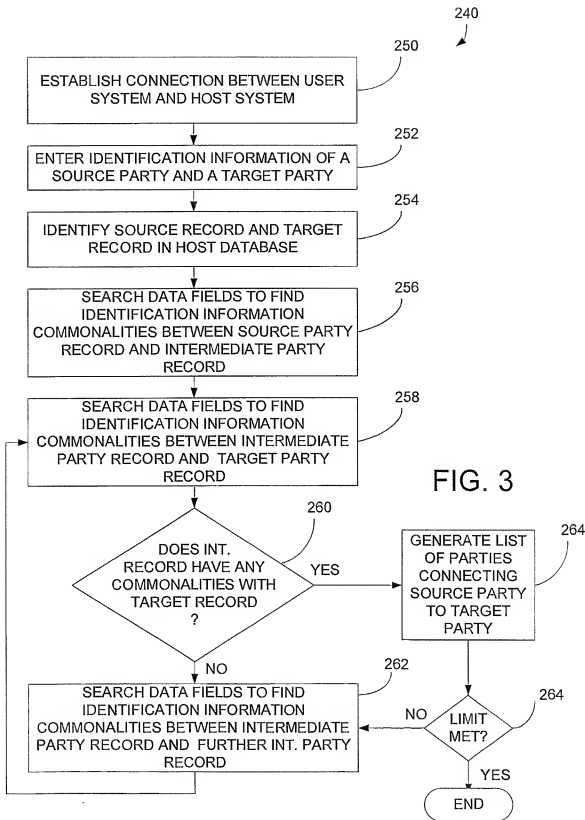 240
250
ESTABLISH CONNECTION BETWEEN USER
SYSTEM AND HOST SYSTEM
252
ENTER IDENTIFICATION INFORMATION OF A
SOURCE PARTY AND A TARGET PARTY
254
IDENTIFY SOURCE RECORD AND TARGET
RECORD IN HOST DATABASE
256
SEARCH DATA FIELDS TO FIND
IDENTIFICATION INFORMATION
COMMONALITIES BETWEEN SOURCE PARTY
RECORD AND INTERMEDIATE PARTY
RECORD
258
SEARCH DATA FIELDS TO FIND
IDENTIFICATION INFORMATION
COMMONALITIES BETWEEN INTERMEDIATE
PARTY RECORD AND TARGET PARTY
RECORD
FIG. 3
260
DOES INT.
RECORD HAVE ANY
COMMONALITIES WITH
TARGET RECORD
?
YES
264
GENERATE LIST
OF PARTIES
CONNECTING
SOURCE PARTY
TO TARGET
PARTY
NO
262
SEARCH DATA FIELDS TO FIND
IDENTIFICATION INFORMATION
COMMONALITIES BETWEEN INTERMEDIATE
PARTY RECORD AND FURTHER INT. PARTY
RECORD
264
LIMIT
MET?
NO
YES
END